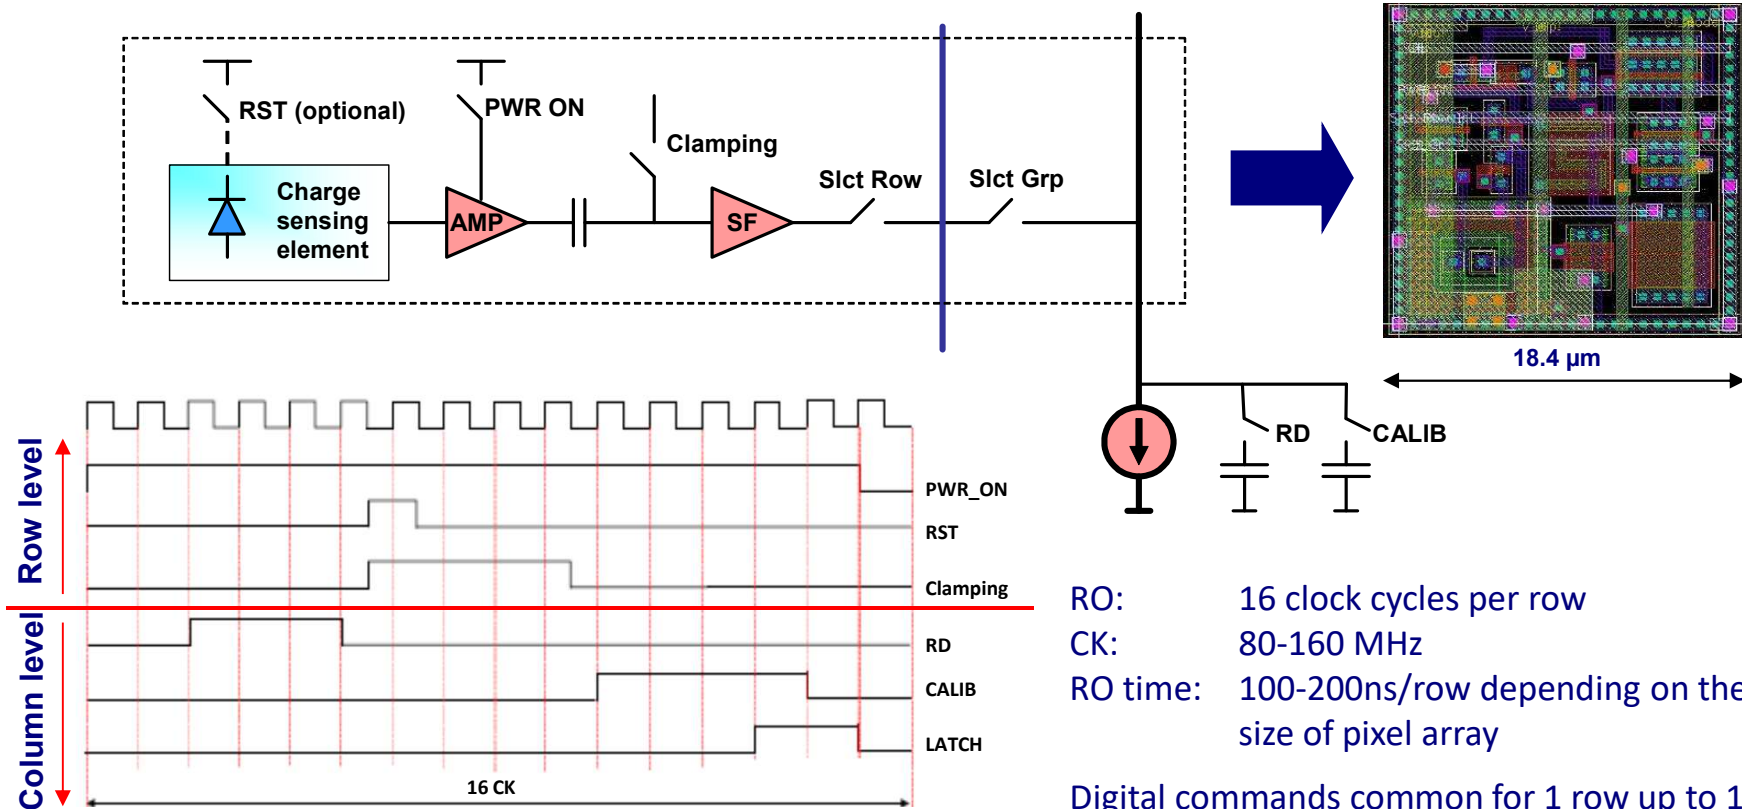 RST (optional)
PWR ON
Clamping
Charge
sensing
element
AMP
SF
Slct Row
Slct Grp
18.4 µm
RD
CALIB
Row level
Column level
PWR_ON
RST
Clamping
RD
CALIB
LATCH
16 CK
RO: 16 clock cycles per row
CK: 80-160 MHz
RO time: 100-200ns/row depending on the
size of pixel array
Digital commands common for 1 row up to 1